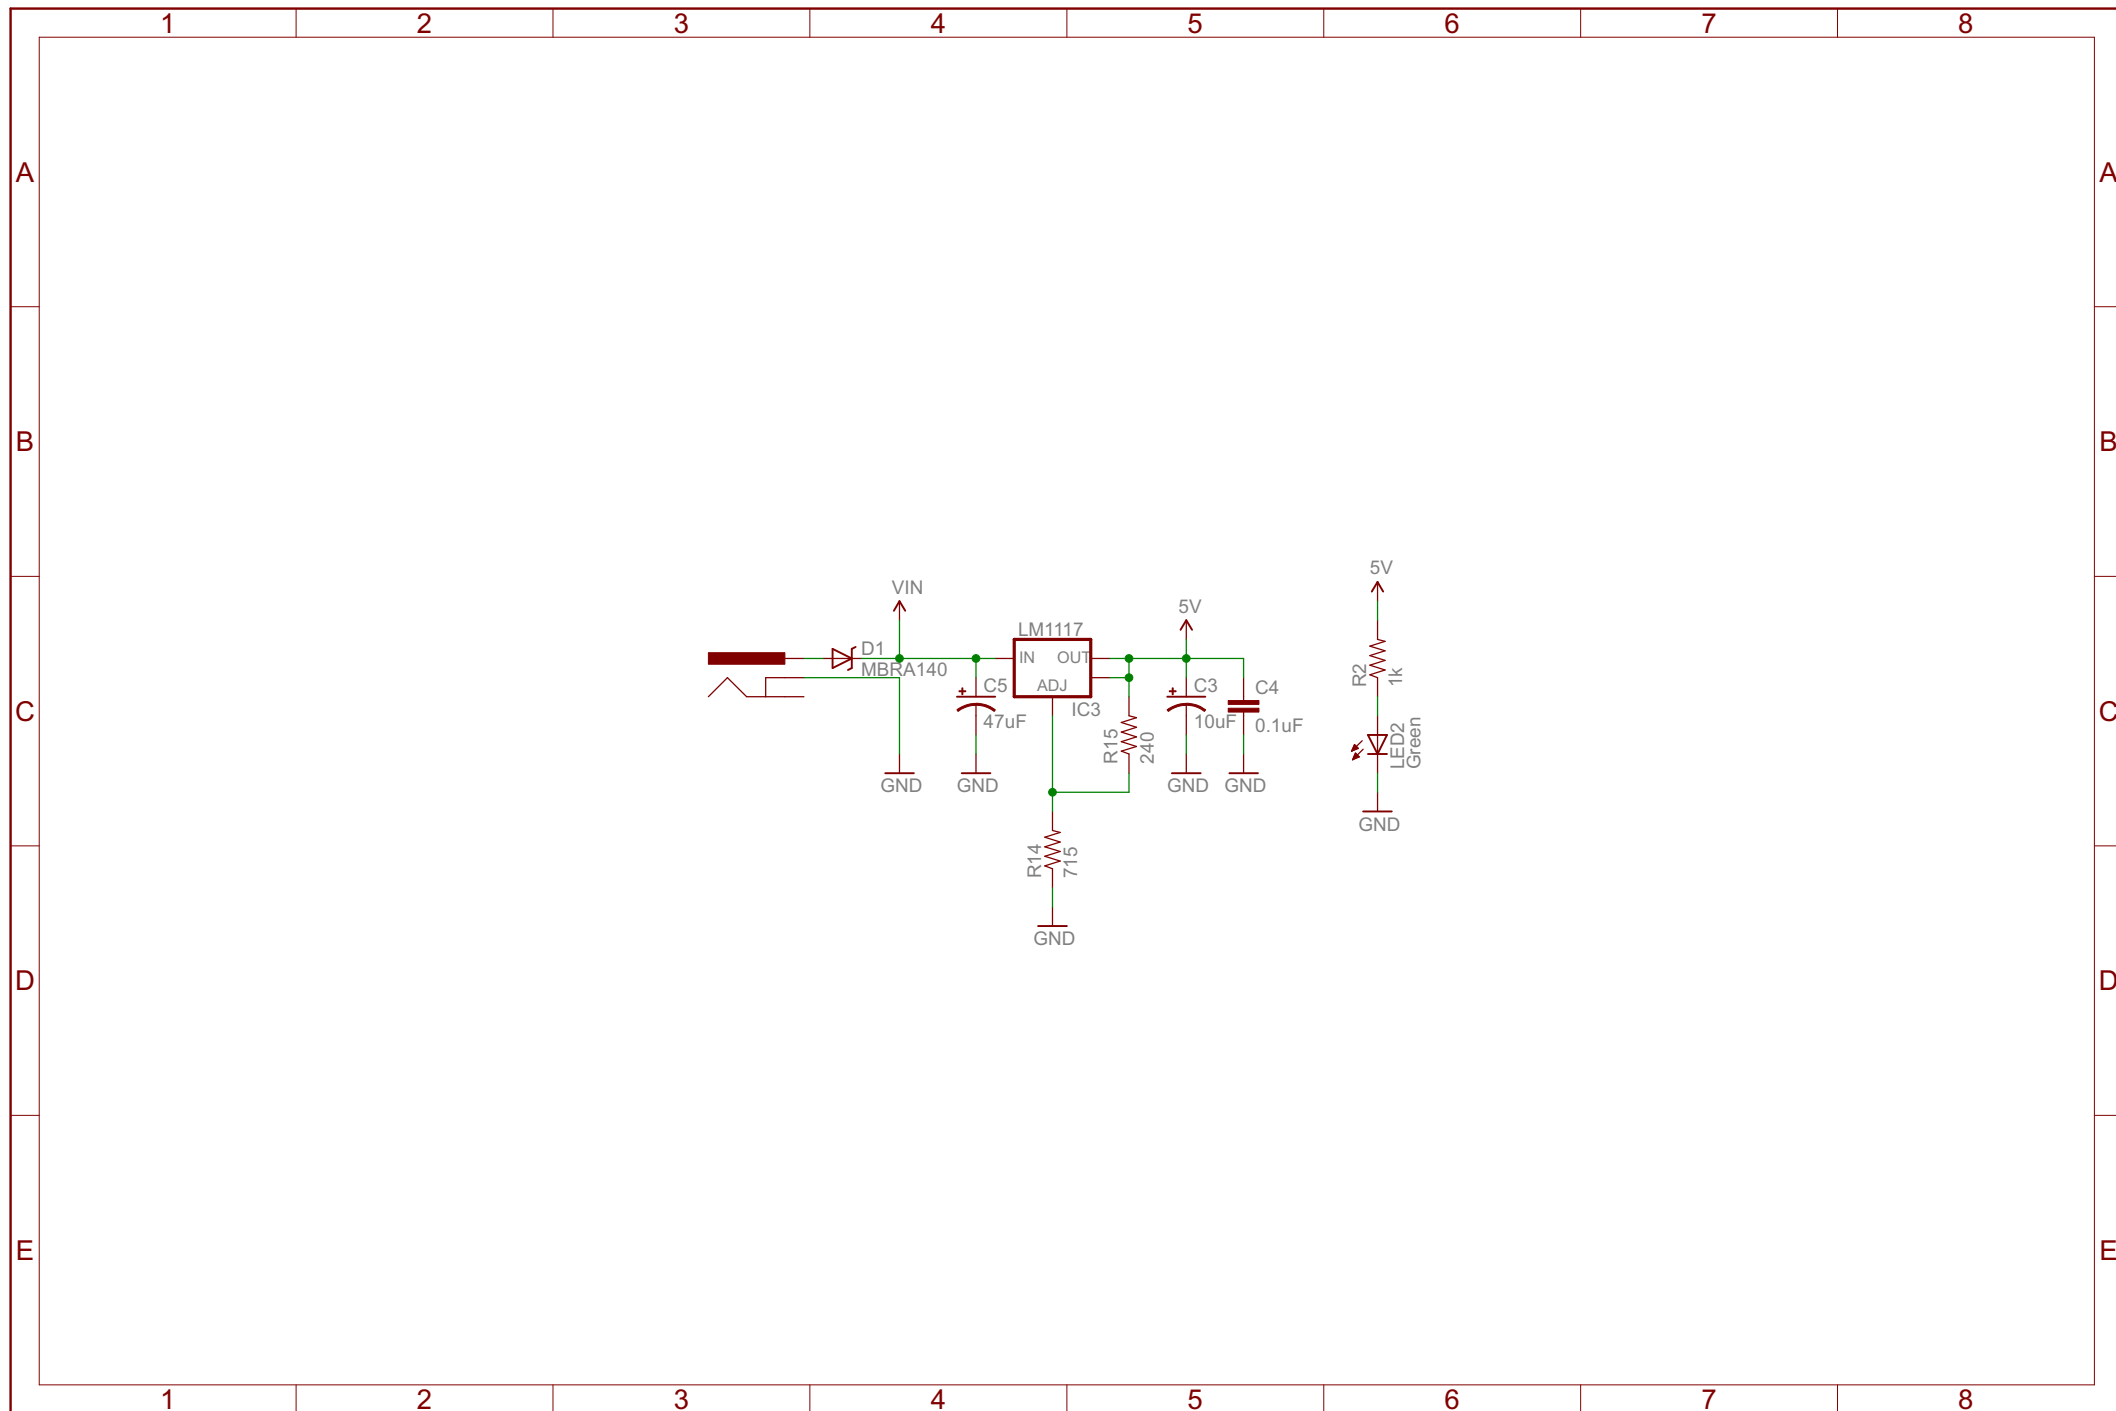 1 2 3 4 5 6 7 8
A A
B B
5V
VIN
5V
LM1117
D1
MBRA140
IN OUT
ADJ
C5
47uF
IC3
R15
240
C3
10uF
C4
0.1uF
R2
1k
LED2
Green
C C
GND GND GND GND
GND
R14
715
GND
D D
E E
1 2 3 4 5 6 7 8